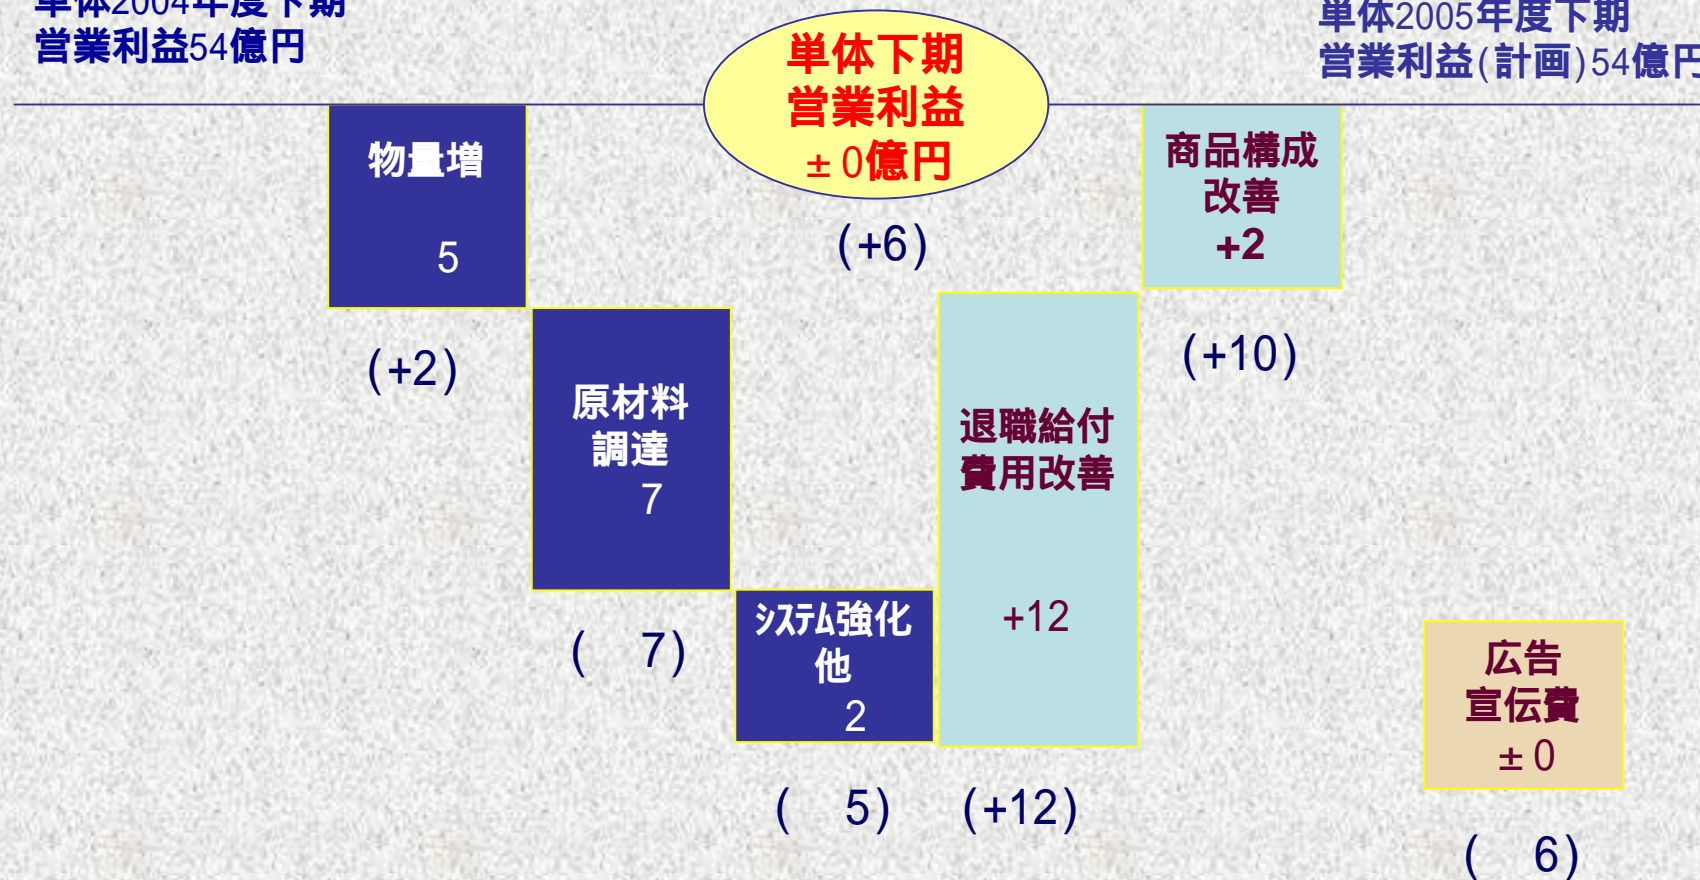 単体2004年度下期
営業利益54億円
単体下期
営業利益
±0億円
(+6)
単体2005年度下期
営業利益(計画)54億円
物量増
5
(+2)
原材料
調達
7
( 7)
ｼｽﾃﾑ強化
他
2
( 5)
退職給付
費用改善
+12
(+12)
商品構成
改善
+2
(+10)
広告
宣伝費
±0
( 6)